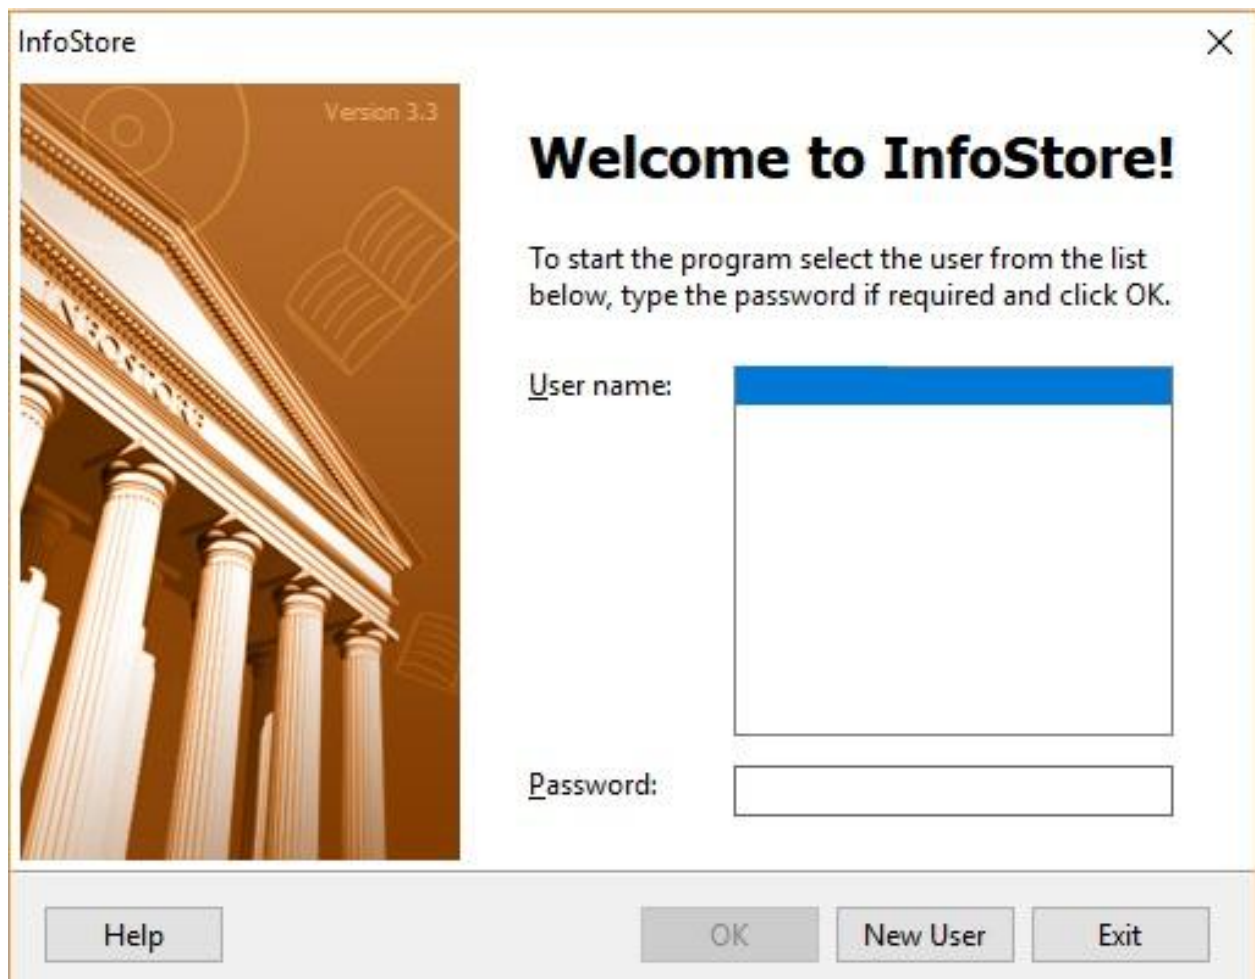 InfoStore
Version 3.3
INFOSTORE
Welcome to InfoStore!
To start the program select the user from the list
below, type the password if required and click OK.
User name:
Password:
Help
OK
New User
Exit